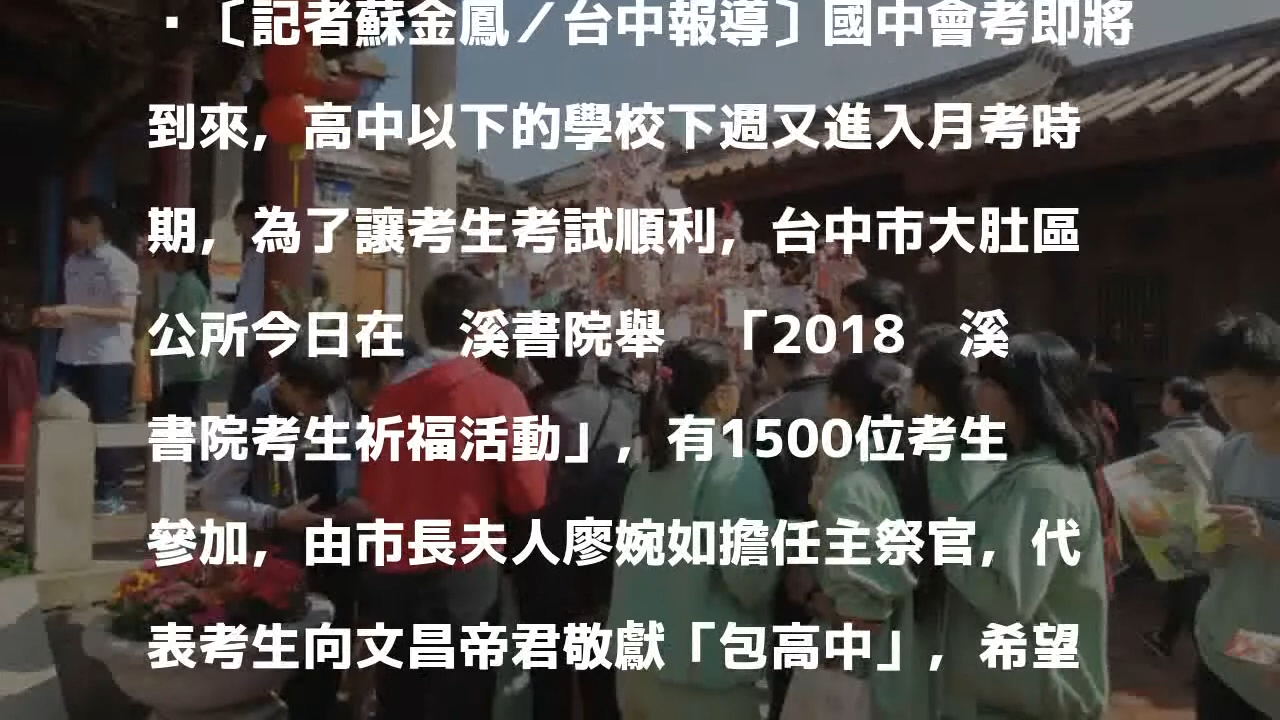 ·〔記者蘇金鳳／台中報導〕國中會考即將
到來，高中以下的學校下週又進入月考時
期，為了讓考生考試順利，台中市大肚區
公所今日在　溪書院舉　「2018　溪
書院考生祈福活動」，有1500位考生
參加，由市長夫人廖婉如擔任主祭官，代
表考生向文昌帝君敬獻「包高中」，希望